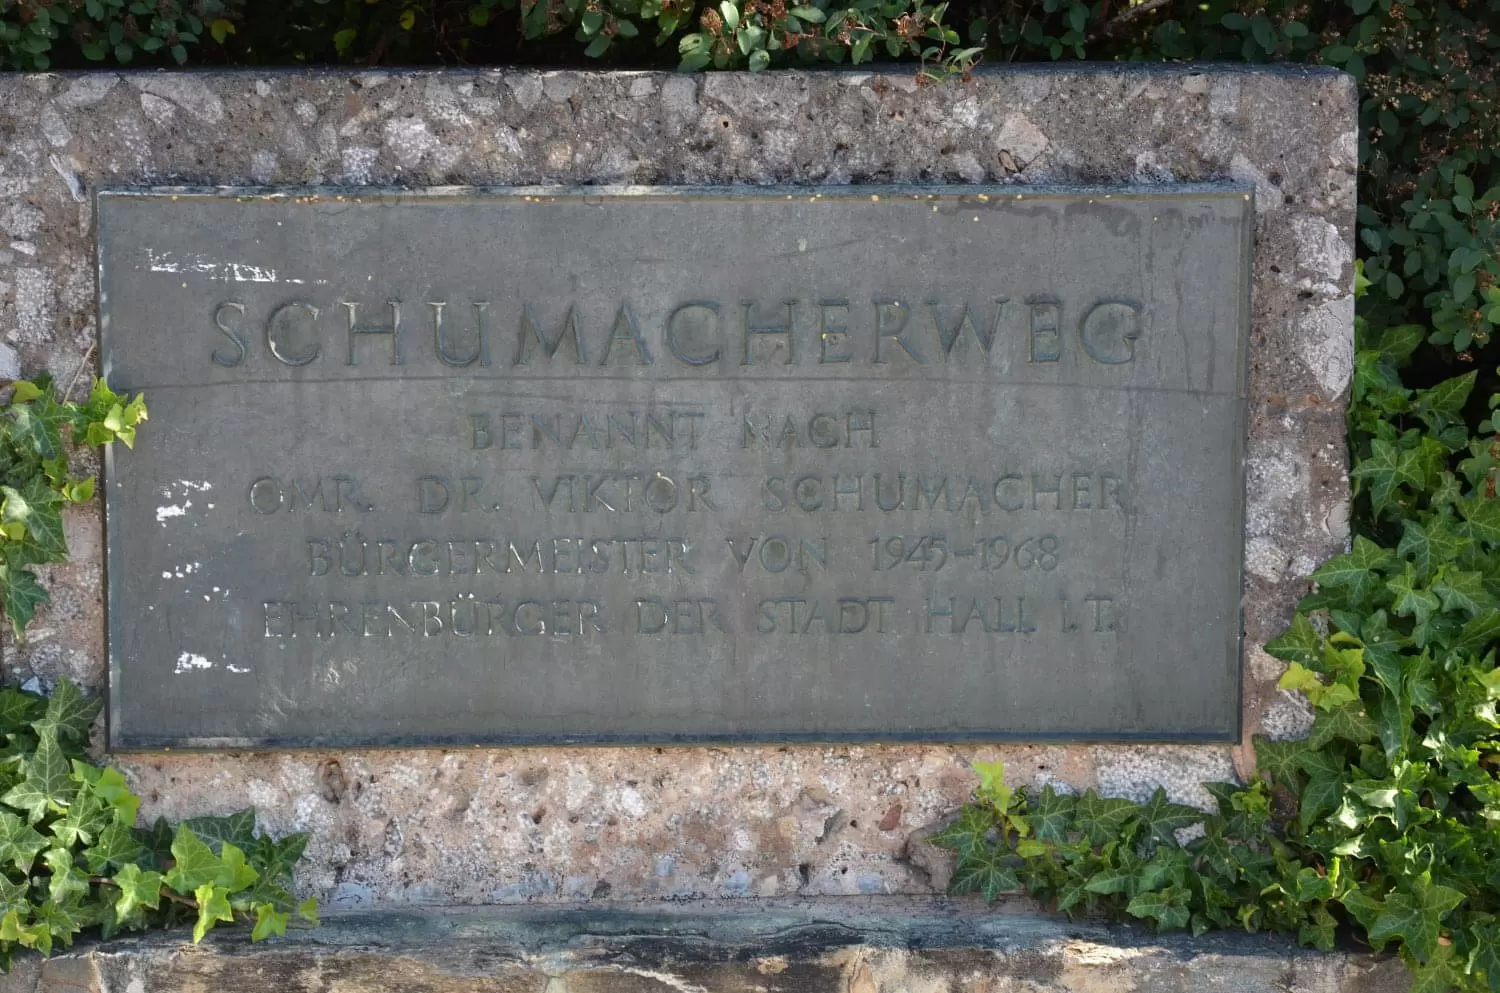 SCHUMACHERWEG
BENANNT NACH
OMR. DR. VIKTOR SCHUMACHER
BÜRGERMEISTER VON 1945-1968
EHRENBÜRGER DER STADT HALL I.T.